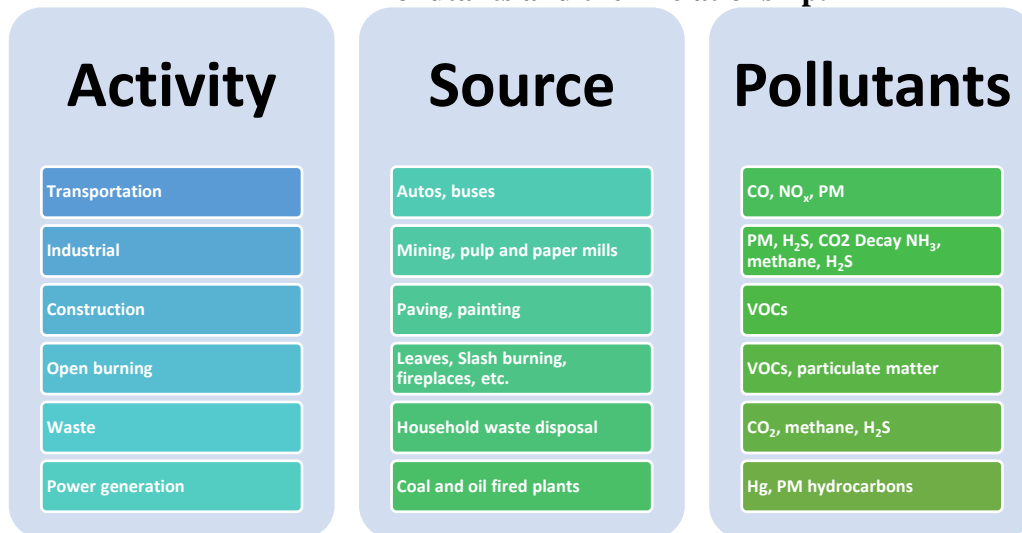 Activity
Transportation
Industrial
Construction
Open burning
Waste
Power generation
Source
Autos, buses
Mining, pulp and paper mills
Paving, painting
Leaves, Slash burning,
fireplaces, etc.
Household waste disposal
Coal and oil fired plants
Pollutants
CO, NOₓ, PM
PM, H₂S, CO2 Decay NH₃,
methane, H₂S
VOCs
VOCs, particulate matter
CO₂, methane, H₂S
Hg, PM hydrocarbons